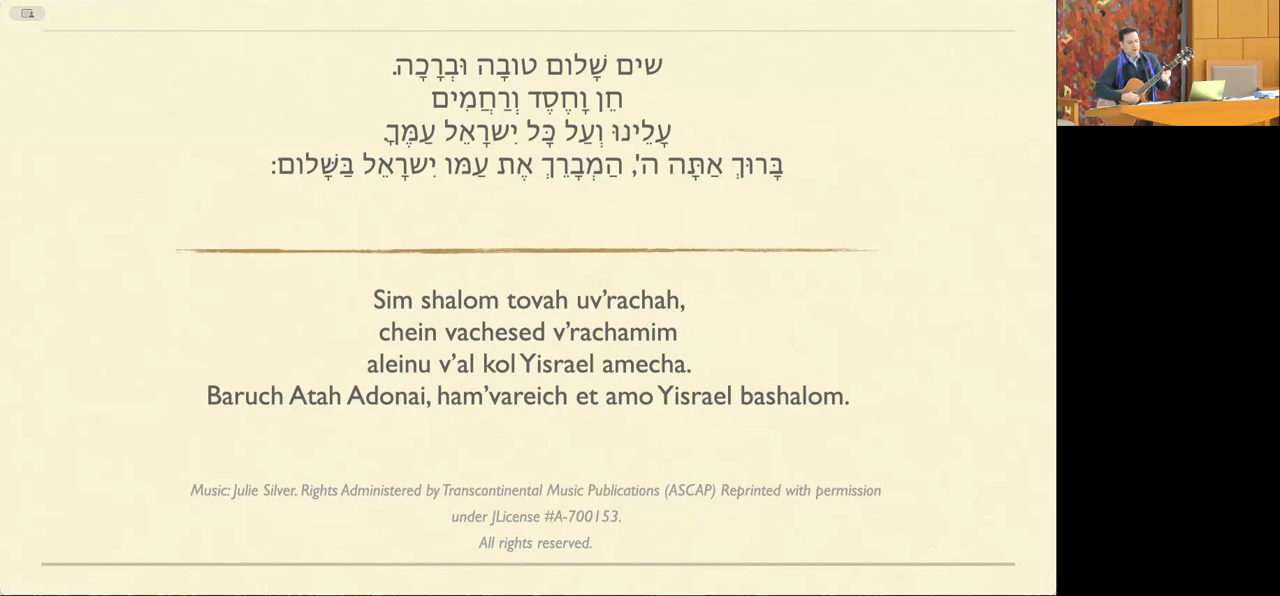 שִׂים שָׁלוֹם טוֹבָה וּבְרָכָה.
חֵן וָחֶסֶד וְרַחֲמִים
עָלֵינוּ וְעַל כָּל יִשרָאֵל עַמֶּךָ
בָּרוּךְ אַתָּה ה', הַמְבָרֵךְ אֶת עַמּוֹ יִשרָאֵל בַּשָּׁלוֹם:
Sim shalom tovah uv’rachah,
chein vachesed v’rachamim
aleinu v’al kol Yisrael amecha.
Baruch Atah Adonai, ham’vareich et amo Yisrael bashalom.
Music: Julie Silver. Rights Administered by Transcontinental Music Publications (ASCAP) Reprinted with permission
under JLicense #A-700153.
All rights reserved.